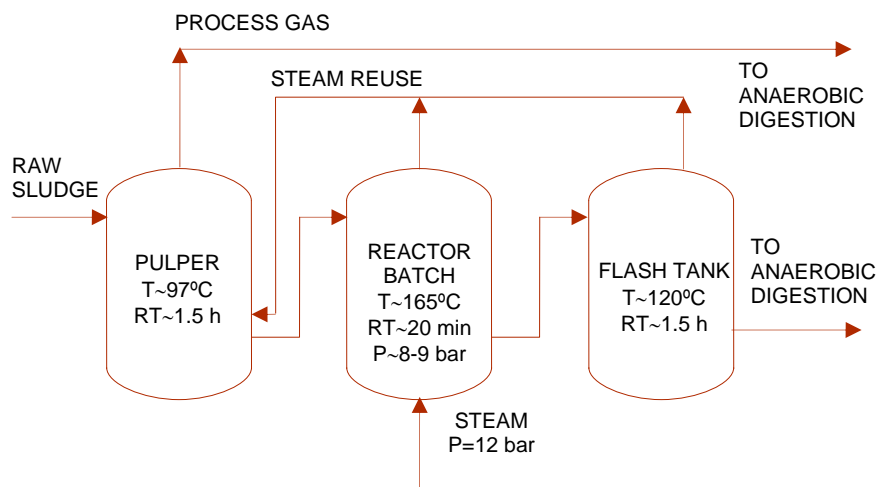 PROCESS GAS
TO
ANAEROBIC
DIGESTION
STEAM REUSE
RAW
SLUDGE
PULPER
T~97ºC
RT~1.5 h
REACTOR
BATCH
T~165ºC
RT~20 min
P~8-9 bar
FLASH TANK
T~120ºC
RT~1.5 h
TO
ANAEROBIC
DIGESTION
STEAM
P=12 bar